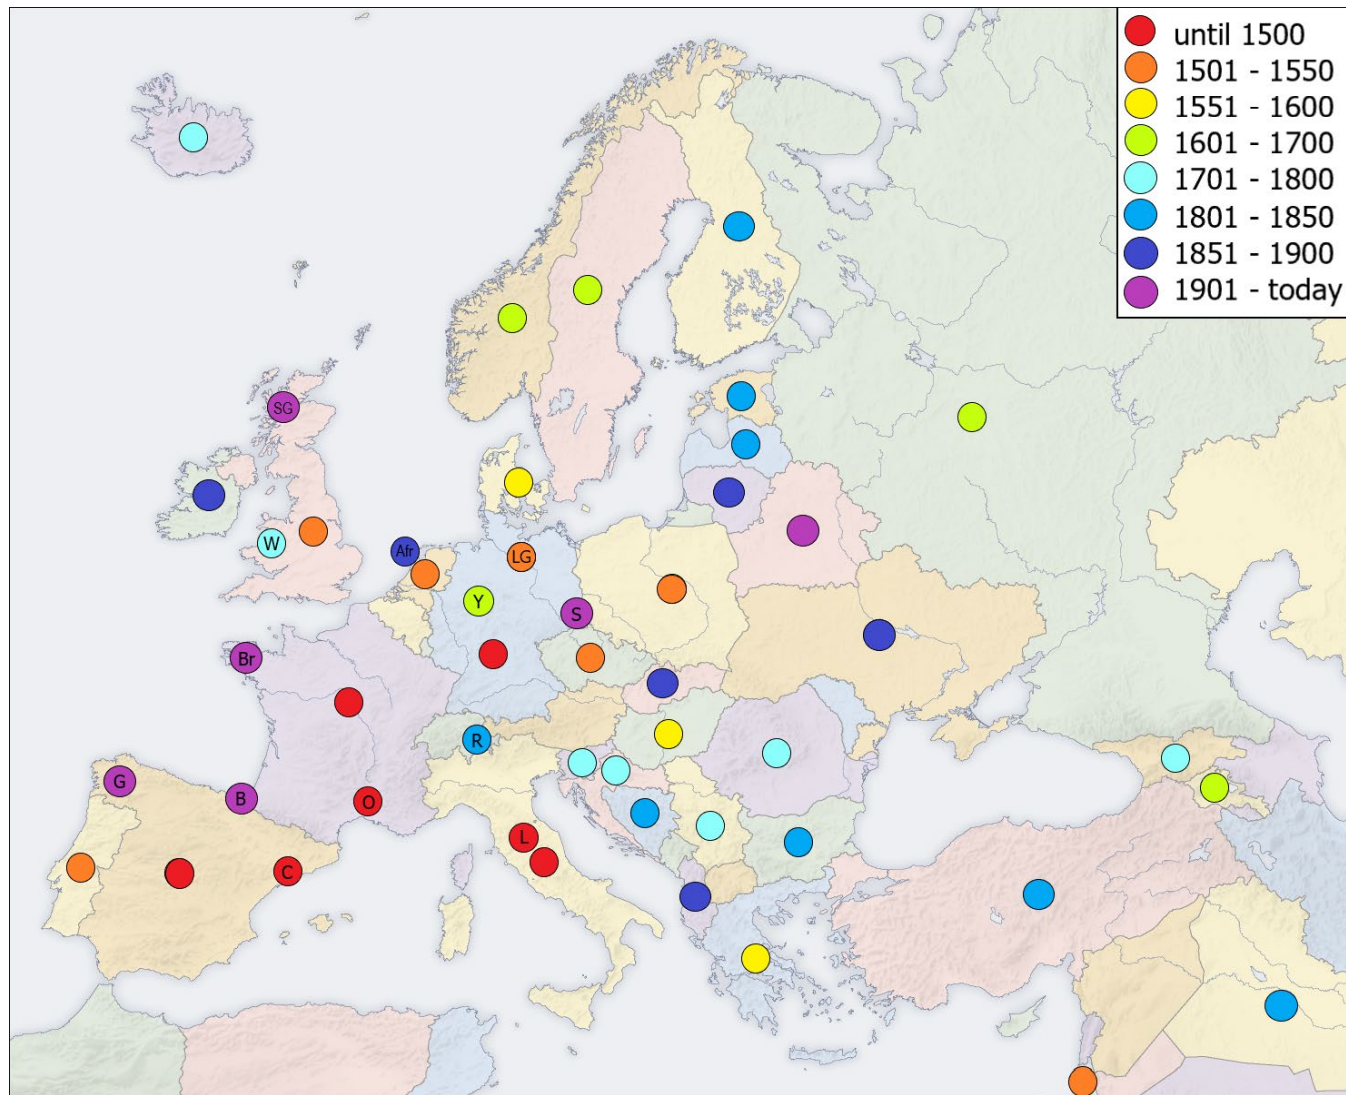 until 1500
1501 - 1550
1551 - 1600
1601 - 1700
1701 - 1800
1801 - 1850
1851 - 1900
1901 - today
SG
W
Afr
LG
Y
S
Br
R
G
B
O
L
C